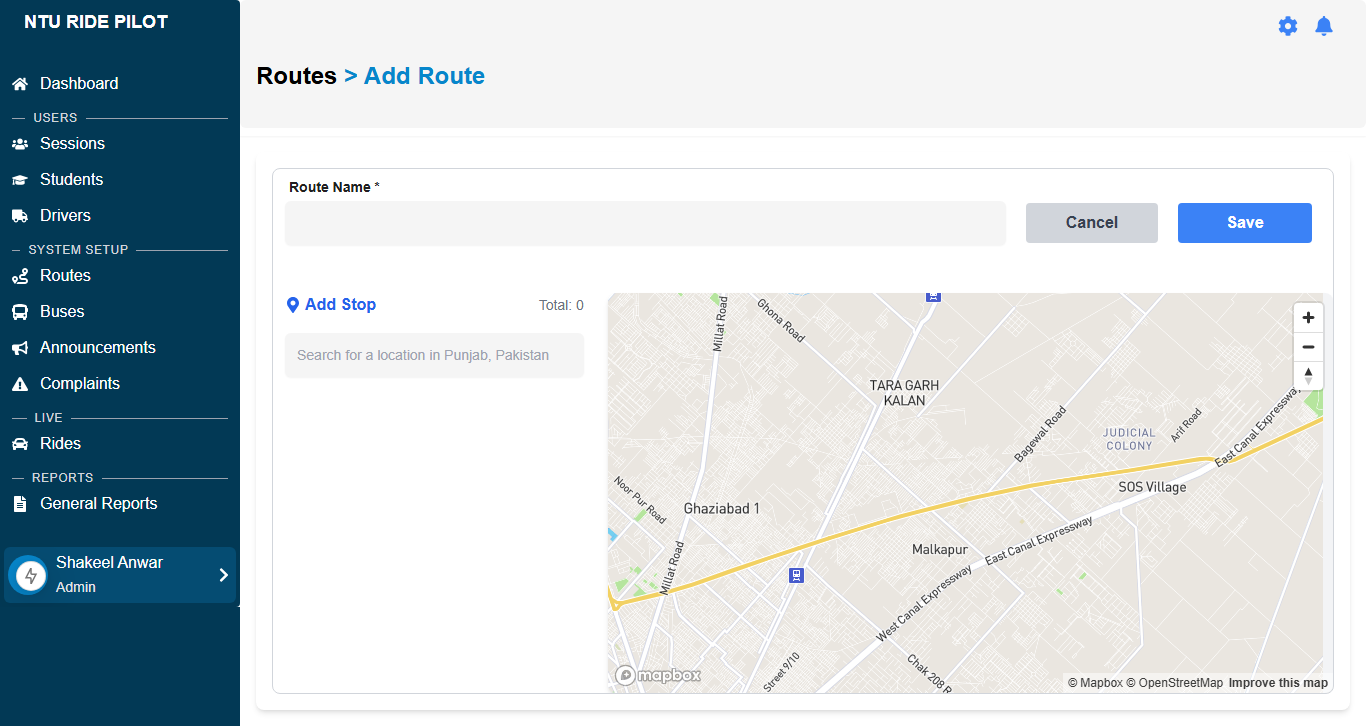 NTU RIDE PILOT
Dashboard
USERS
Sessions
Students
Drivers
SYSTEM SETUP
Routes
Buses
Announcements
Complaints
LIVE
Rides
REPORTS
General Reports
Shakeel Anwar
Admin
Routes > Add Route
Route Name *
Cancel
Save
Add Stop
Total: 0
Search for a location in Punjab, Pakistan
Millat Road
Ghona Road
TARA GARH
KALAN
Bagewal Road
JUDICIAL
COLONY
Arif Road
East Canal Expressway
SOS Village
Noor Pur Road
Ghaziabad 1
Malkapur
East Canal Expressway
Millat Road
West Canal Expressway
Street 9/10
Chak 208 R
mapbox
© Mapbox © OpenStreetMap Improve this map